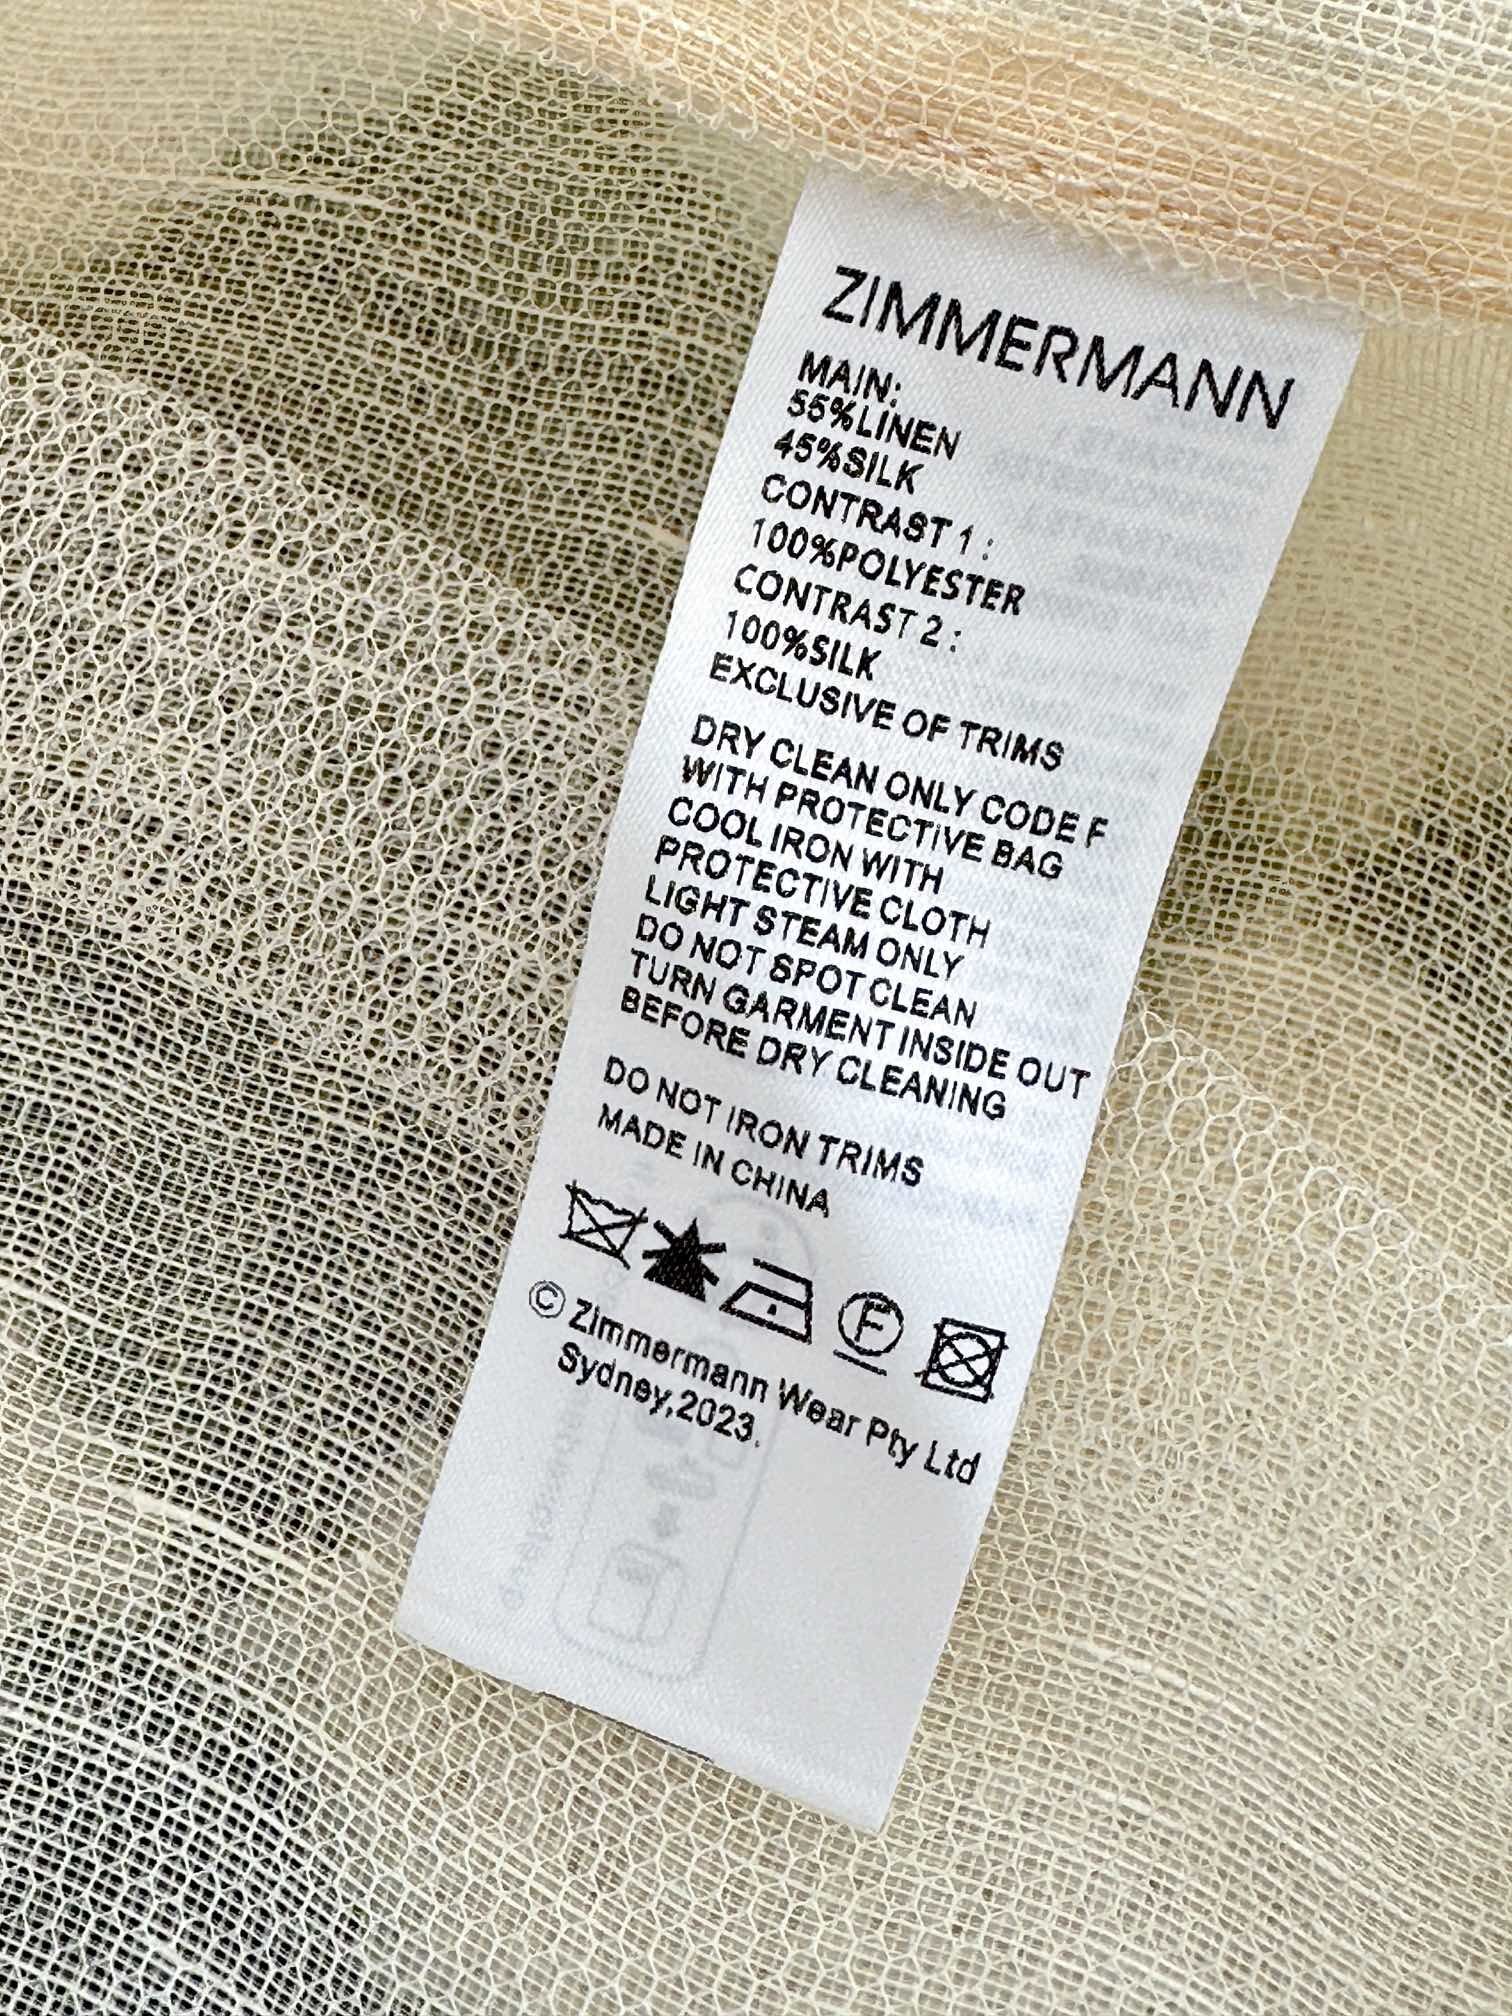 ZIMMERMANN
MAIN:
55%LINEN
45%SILK
CONTRAST 1 :
100%POLYESTER
CONTRAST 2 :
100%SILK
EXCLUSIVE OF TRIMS
DRY CLEAN ONLY CODE F
WITH PROTECTIVE BAG
COOL IRON WITH
PROTECTIVE CLOTH
LIGHT STEAM ONLY
DO NOT SPOT CLEAN
TURN GARMENT INSIDE OUT
BEFORE DRY CLEANING
DO NOT IRON TRIMS
MADE IN CHINA
F
© Zimmermann Wear Pty Ltd
Sydney,2023.